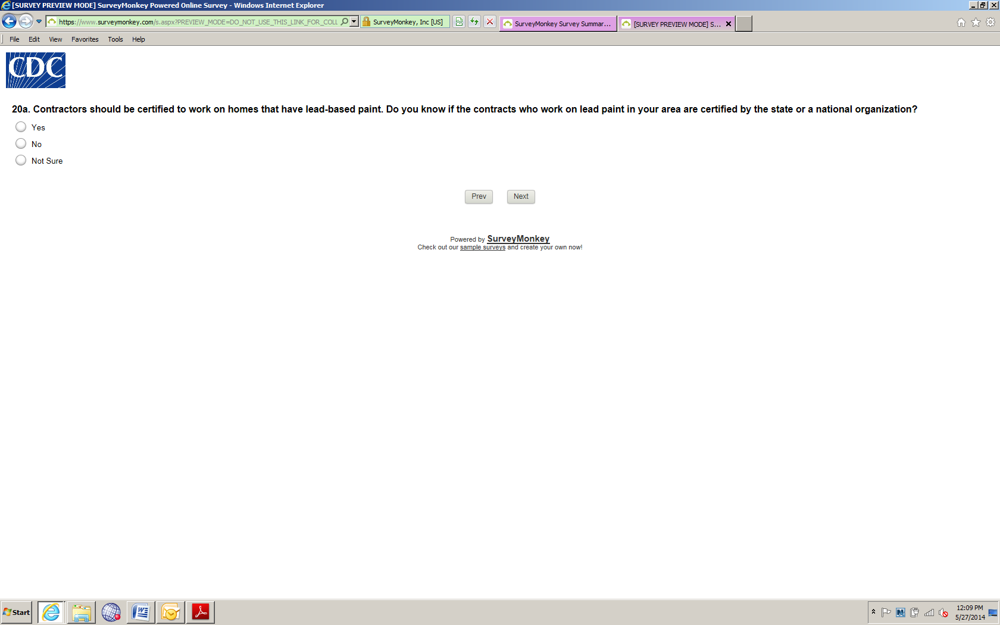 [SURVEY PREVIEW MODE] SurveyMonkey Powered Online Survey - Windows Internet Explorer
https://www.surveymonkey.com/s.aspx?PREVIEW_MODE=DO_NOT_USE_THIS_LINK_FOR_COLL
SurveyMonkey, Inc [US]
SurveyMonkey Survey Summar...
[SURVEY PREVIEW MODE] S...
File Edit View Favorites Tools Help
CDC
20a. Contractors should be certified to work on homes that have lead-based paint. Do you know if the contracts who work on lead paint in your area are certified by the state or a national organization?
Yes
No
Not Sure
Prev Next
Powered by SurveyMonkey
Check out our sample surveys and create your own now!
Start
12:09 PM
5/27/2014